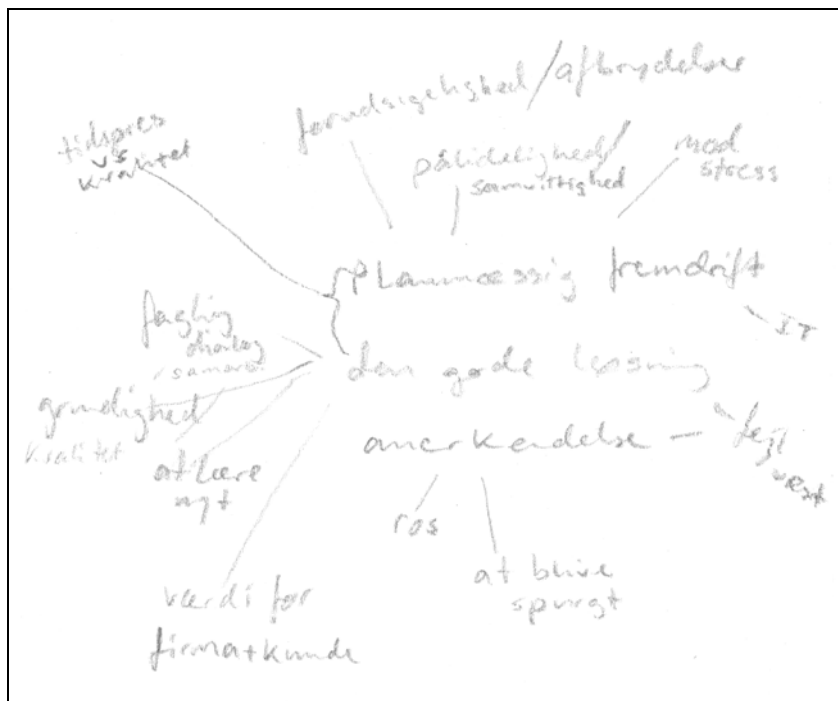 forudsigelighed / afbrydelser
tidspres
vs
kvalitet
pålidelighed /
samvittighed
mod
stress
planmæssig fremdrift
IT
faglig
dialog
/ samarb.
den gode løsning
grundighed
kvalitet
anerkendelse
fejl
at lære
nyt
ros
at blive
spurgt
værdi for
firma + kunde